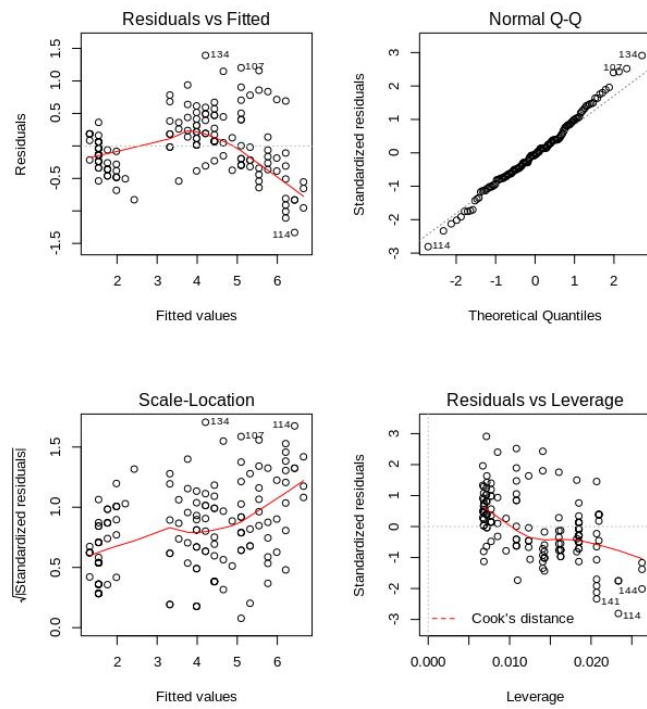 Residuals vs Fitted
134
107
114
Residuals
-1.5
-0.5
0.5
1.0
1.5
2 3 4 5 6
Fitted values
Normal Q-Q
134
107
114
Standardized residuals
-3
-2
-1
0
1
2
3
-2 -1 0 1 2
Theoretical Quantiles
Scale-Location
134
107
114
√|Standardized residuals|
0.0
0.5
1.0
1.5
2 3 4 5 6
Fitted values
Residuals vs Leverage
144
141
114
Cook's distance
Standardized residuals
-3
-2
-1
0
1
2
3
0.000 0.010 0.020
Leverage